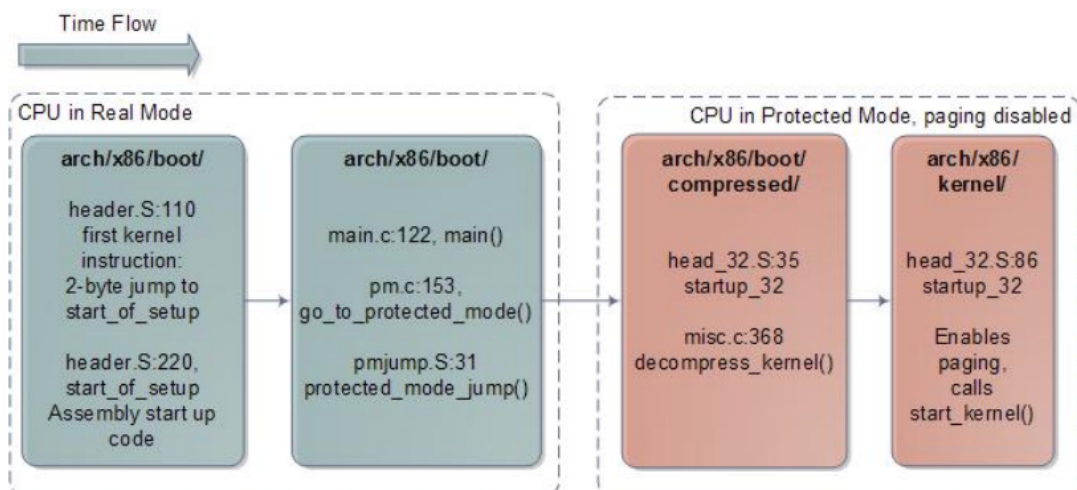 Time Flow
CPU in Real Mode
arch/x86/boot/
header.S:110
first kernel
instruction:
2-byte jump to
start_of_setup
header.S:220,
start_of_setup
Assembly start up
code
arch/x86/boot/
main.c:122, main()
pm.c:153,
go_to_protected_mode()
pmjump.S:31
protected_mode_jump()
CPU in Protected Mode, paging disabled
arch/x86/boot/
compressed/
head_32.S:35
startup_32
misc.c:368
decompress_kernel()
arch/x86/
kernel/
head_32.S:86
startup_32
Enables
paging,
calls
start_kernel()